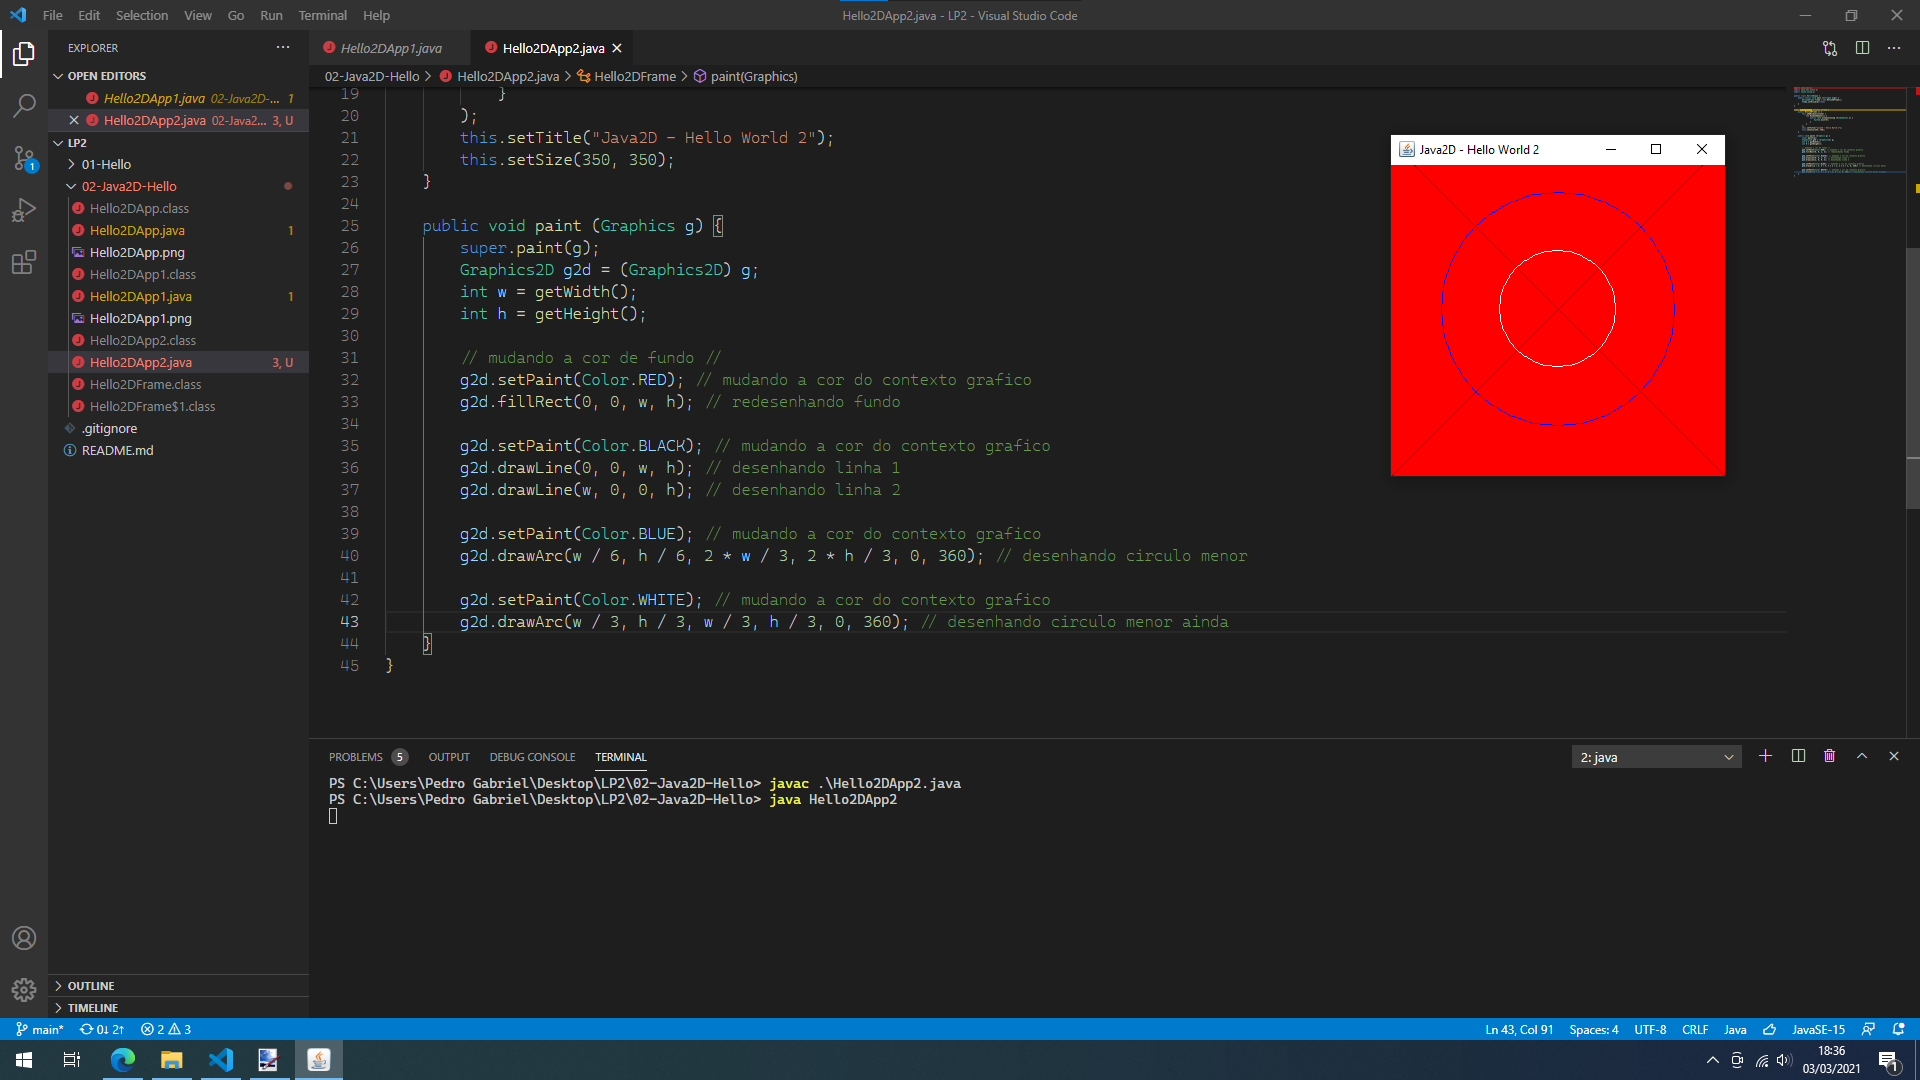 File Edit Selection View Go Run Terminal Help
Hello2DApp2.java - LP2 - Visual Studio Code
EXPLORER
OPEN EDITORS
Hello2DApp1.java 02-Java2D-... 1
Hello2DApp2.java 02-Java2... 3, U
LP2
01-Hello
02-Java2D-Hello
Hello2DApp.class
Hello2DApp.java 1
Hello2DApp.png
Hello2DApp1.class
Hello2DApp1.java 1
Hello2DApp1.png
Hello2DApp2.class
Hello2DApp2.java 3, U
Hello2DFrame.class
Hello2DFrame$1.class
.gitignore
README.md
OUTLINE
TIMELINE
Hello2DApp1.java Hello2DApp2.java
02-Java2D-Hello > Hello2DApp2.java > Hello2DFrame > paint(Graphics)
19 }
20 );
21 this.setTitle("Java2D - Hello World 2");
22 this.setSize(350, 350);
23 }
24
25 public void paint (Graphics g) {
26 super.paint(g);
27 Graphics2D g2d = (Graphics2D) g;
28 int w = getWidth();
29 int h = getHeight();
30
31 // mudando a cor de fundo //
32 g2d.setPaint(Color.RED); // mudando a cor do contexto grafico
33 g2d.fillRect(0, 0, w, h); // redesenhando fundo
34
35 g2d.setPaint(Color.BLACK); // mudando a cor do contexto grafico
36 g2d.drawLine(0, 0, w, h); // desenhando linha 1
37 g2d.drawLine(w, 0, 0, h); // desenhando linha 2
38
39 g2d.setPaint(Color.BLUE); // mudando a cor do contexto grafico
40 g2d.drawArc(w / 6, h / 6, 2 * w / 3, 2 * h / 3, 0, 360); // desenhando circulo menor
41
42 g2d.setPaint(Color.WHITE); // mudando a cor do contexto grafico
43 g2d.drawArc(w / 3, h / 3, w / 3, h / 3, 0, 360); // desenhando circulo menor ainda
44 }
45 }
Java2D - Hello World 2
PROBLEMS 5 OUTPUT DEBUG CONSOLE TERMINAL
2: java
PS C:\Users\Pedro Gabriel\Desktop\LP2\02-Java2D-Hello> javac .\Hello2DApp2.java
PS C:\Users\Pedro Gabriel\Desktop\LP2\02-Java2D-Hello> java Hello2DApp2
1
main* 0↓ 2↑ 2 3
Ln 43, Col 91 Spaces: 4 UTF-8 CRLF Java JavaSE-15
18:36
03/03/2021
1